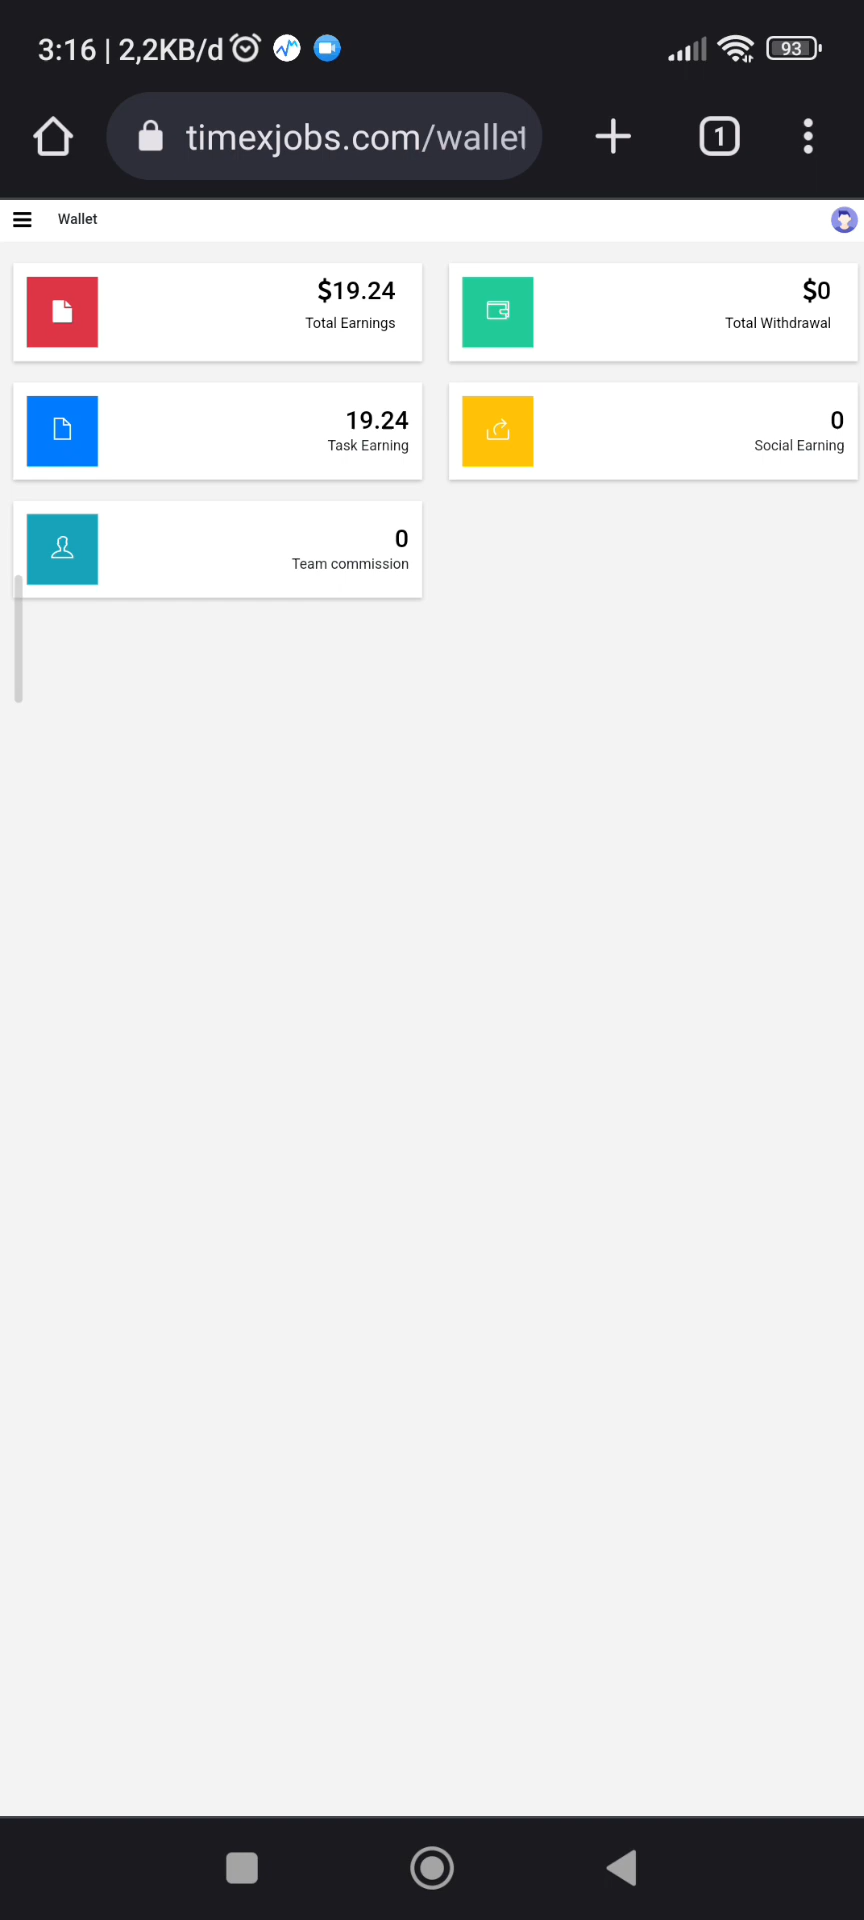 3:16 | 2,2KB/d
93
timexjobs.com/wallet
1
Wallet
$19.24
Total Earnings
$0
Total Withdrawal
19.24
Task Earning
0
Social Earning
0
Team commission